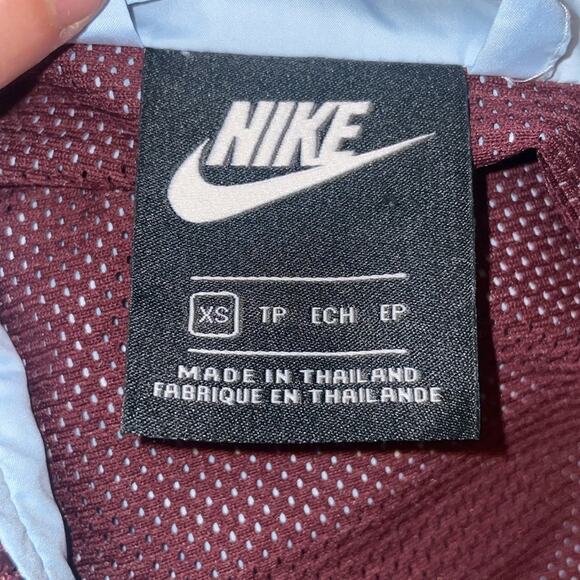 NIKE
XS TP ECH EP
MADE IN THAILAND
FABRIQUE EN THAILANDE